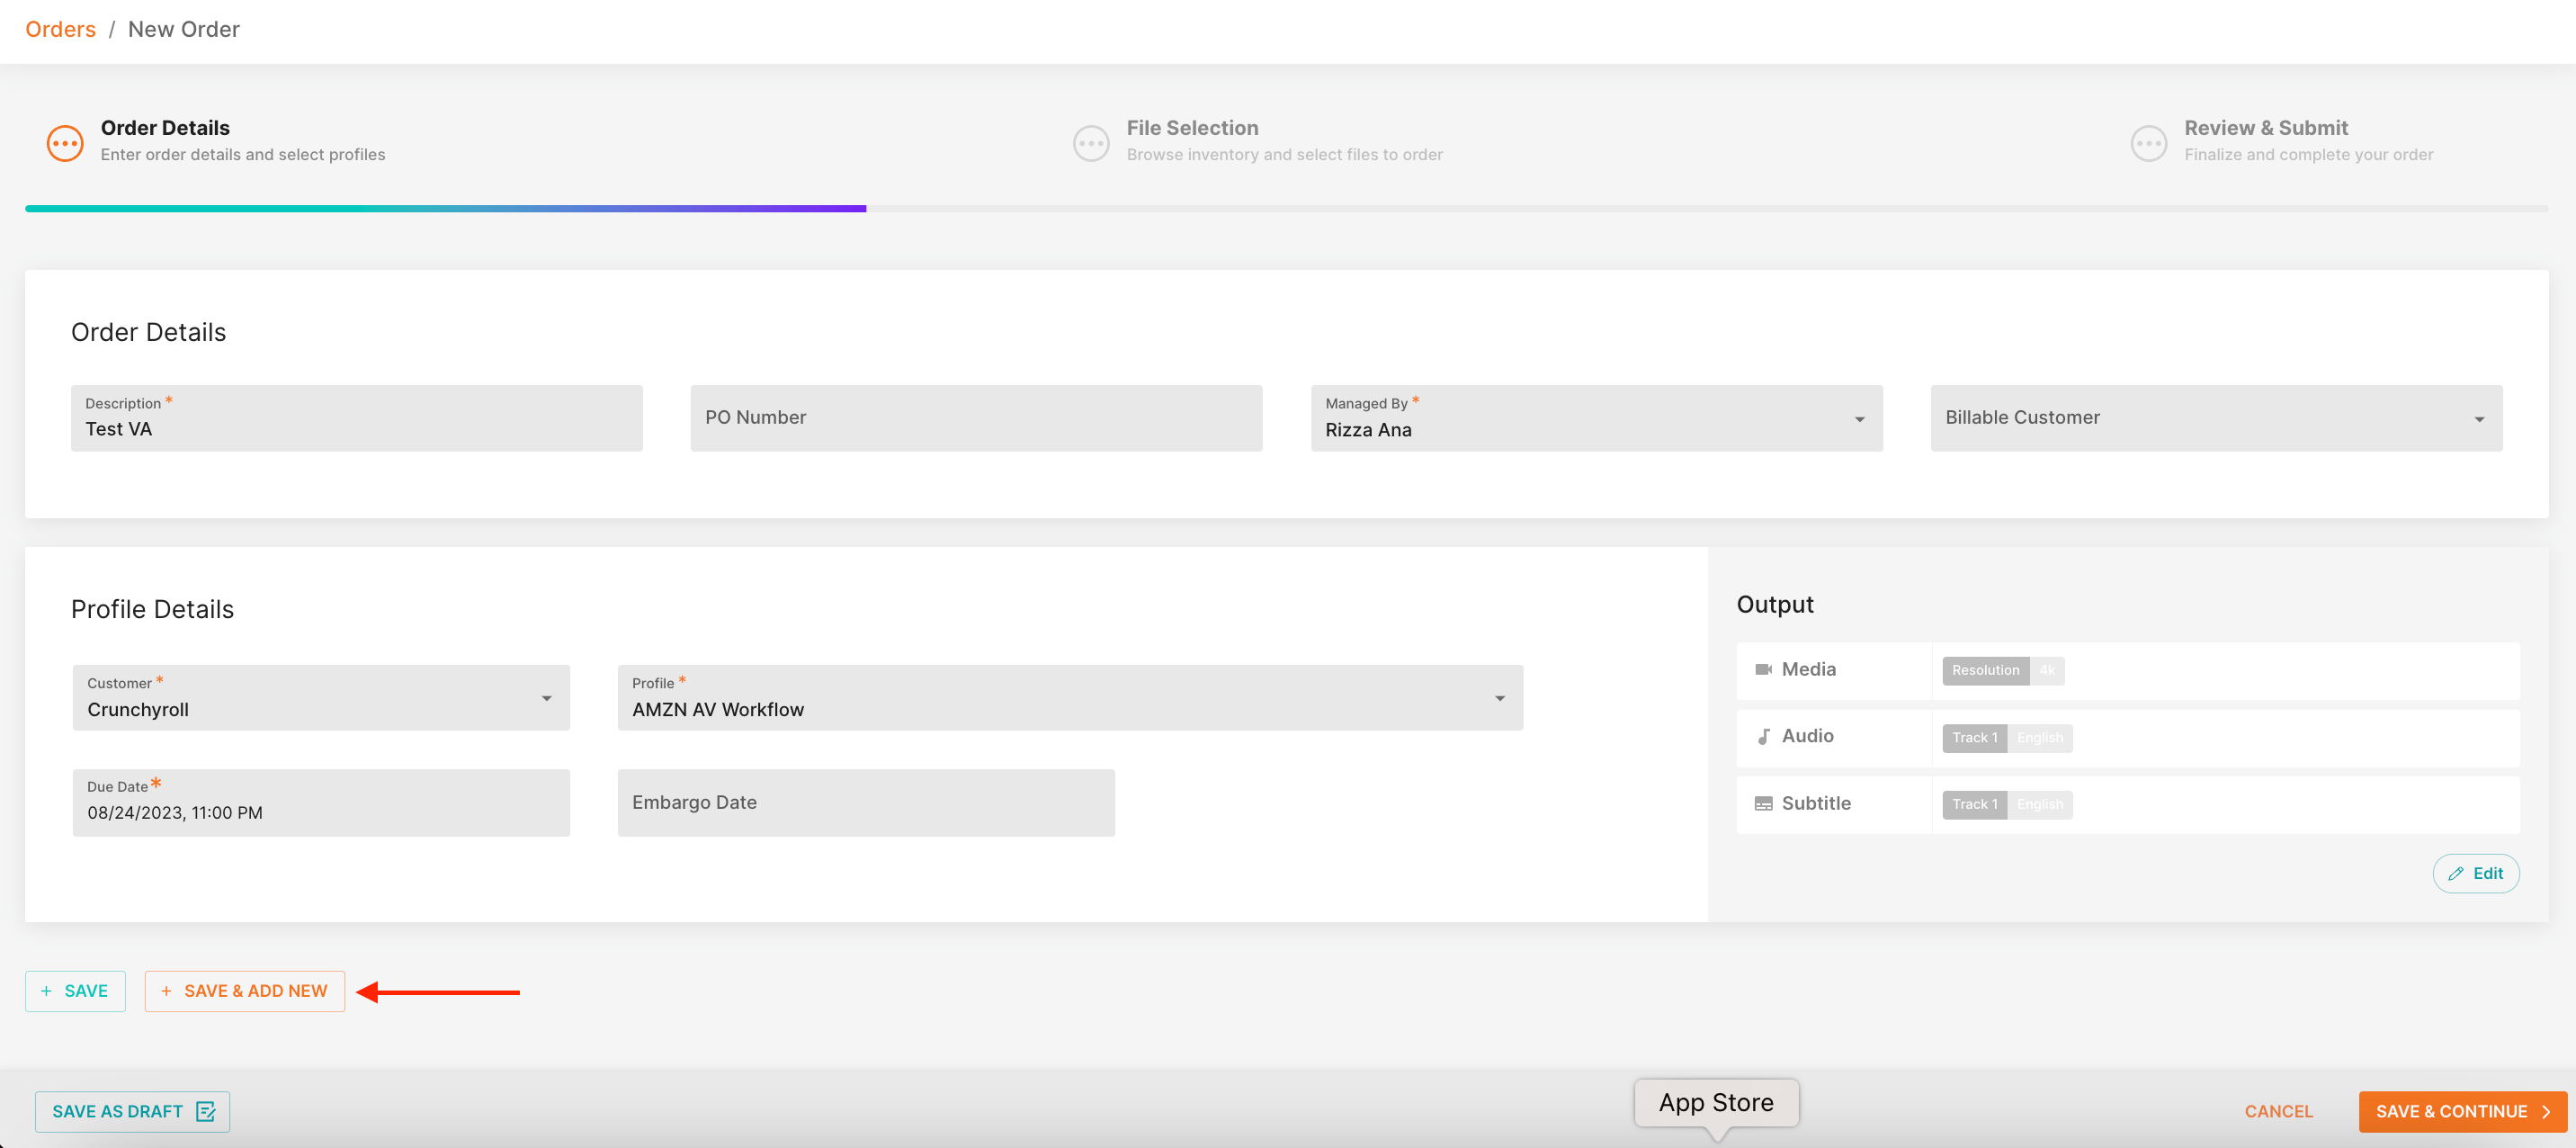 Orders / New Order
Order Details
Enter order details and select profiles
File Selection
Browse inventory and select files to order
Review & Submit
Finalize and complete your order
Order Details
Description *
Test VA
PO Number
Managed By *
Rizza Ana
Billable Customer
Profile Details
Customer *
Crunchyroll
Profile *
AMZN AV Workflow
Due Date *
08/24/2023, 11:00 PM
Embargo Date
Output
Media
Resolution 4k
Audio
Track 1 English
Subtitle
Track 1 English
Edit
+ SAVE
+ SAVE & ADD NEW
SAVE AS DRAFT
App Store
CANCEL
SAVE & CONTINUE